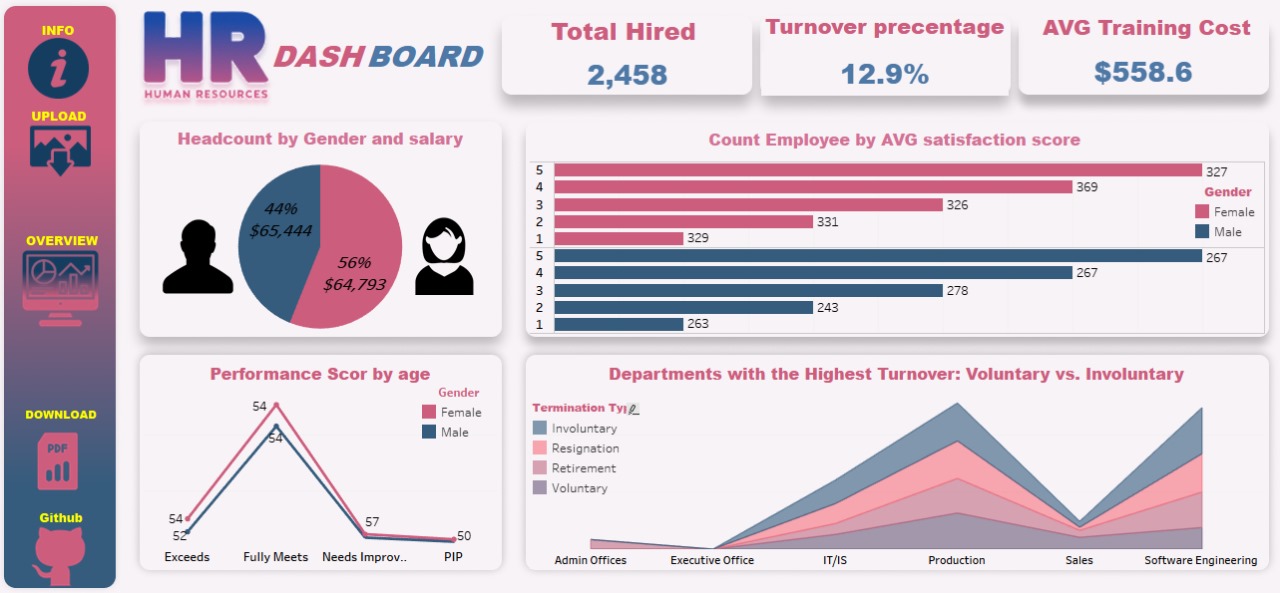 INFO
UPLOAD
OVERVIEW
DOWNLOAD
PDF
Github
HR
HUMAN RESOURCES
DASH BOARD
Total Hired
2,458
Turnover precentage
12.9%
AVG Training Cost
$558.6
Headcount by Gender and salary
44%
$65,444
56%
$64,793
Count Employee by AVG satisfaction score
5 327
4 369
3 326
2 331
1 329
5 267
4 267
3 278
2 243
1 263
Gender
Female
Male
Performance Scor by age
Gender
Female
Male
54
54
54
52
57
50
Exceeds Fully Meets Needs Improv.. PIP
Departments with the Highest Turnover: Voluntary vs. Involuntary
Termination Typ
Involuntary
Resignation
Retirement
Voluntary
Admin Offices Executive Office IT/IS Production Sales Software Engineering